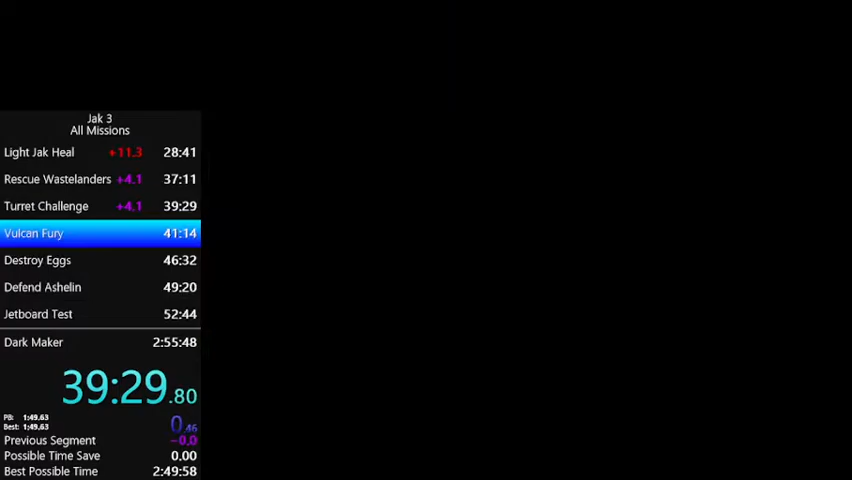 Jak 3
All Missions
Light Jak Heal +11.3 28:41
Rescue Wastelanders +4.1 37:11
Turret Challenge +4.1 39:29
Vulcan Fury 41:14
Destroy Eggs 46:32
Defend Ashelin 49:20
Jetboard Test 52:44
Dark Maker 2:55:48
39:29.80
PB: 1:49.63
Best: 1:49.63
0.46
Previous Segment −0.0
Possible Time Save 0.00
Best Possible Time 2:49:58